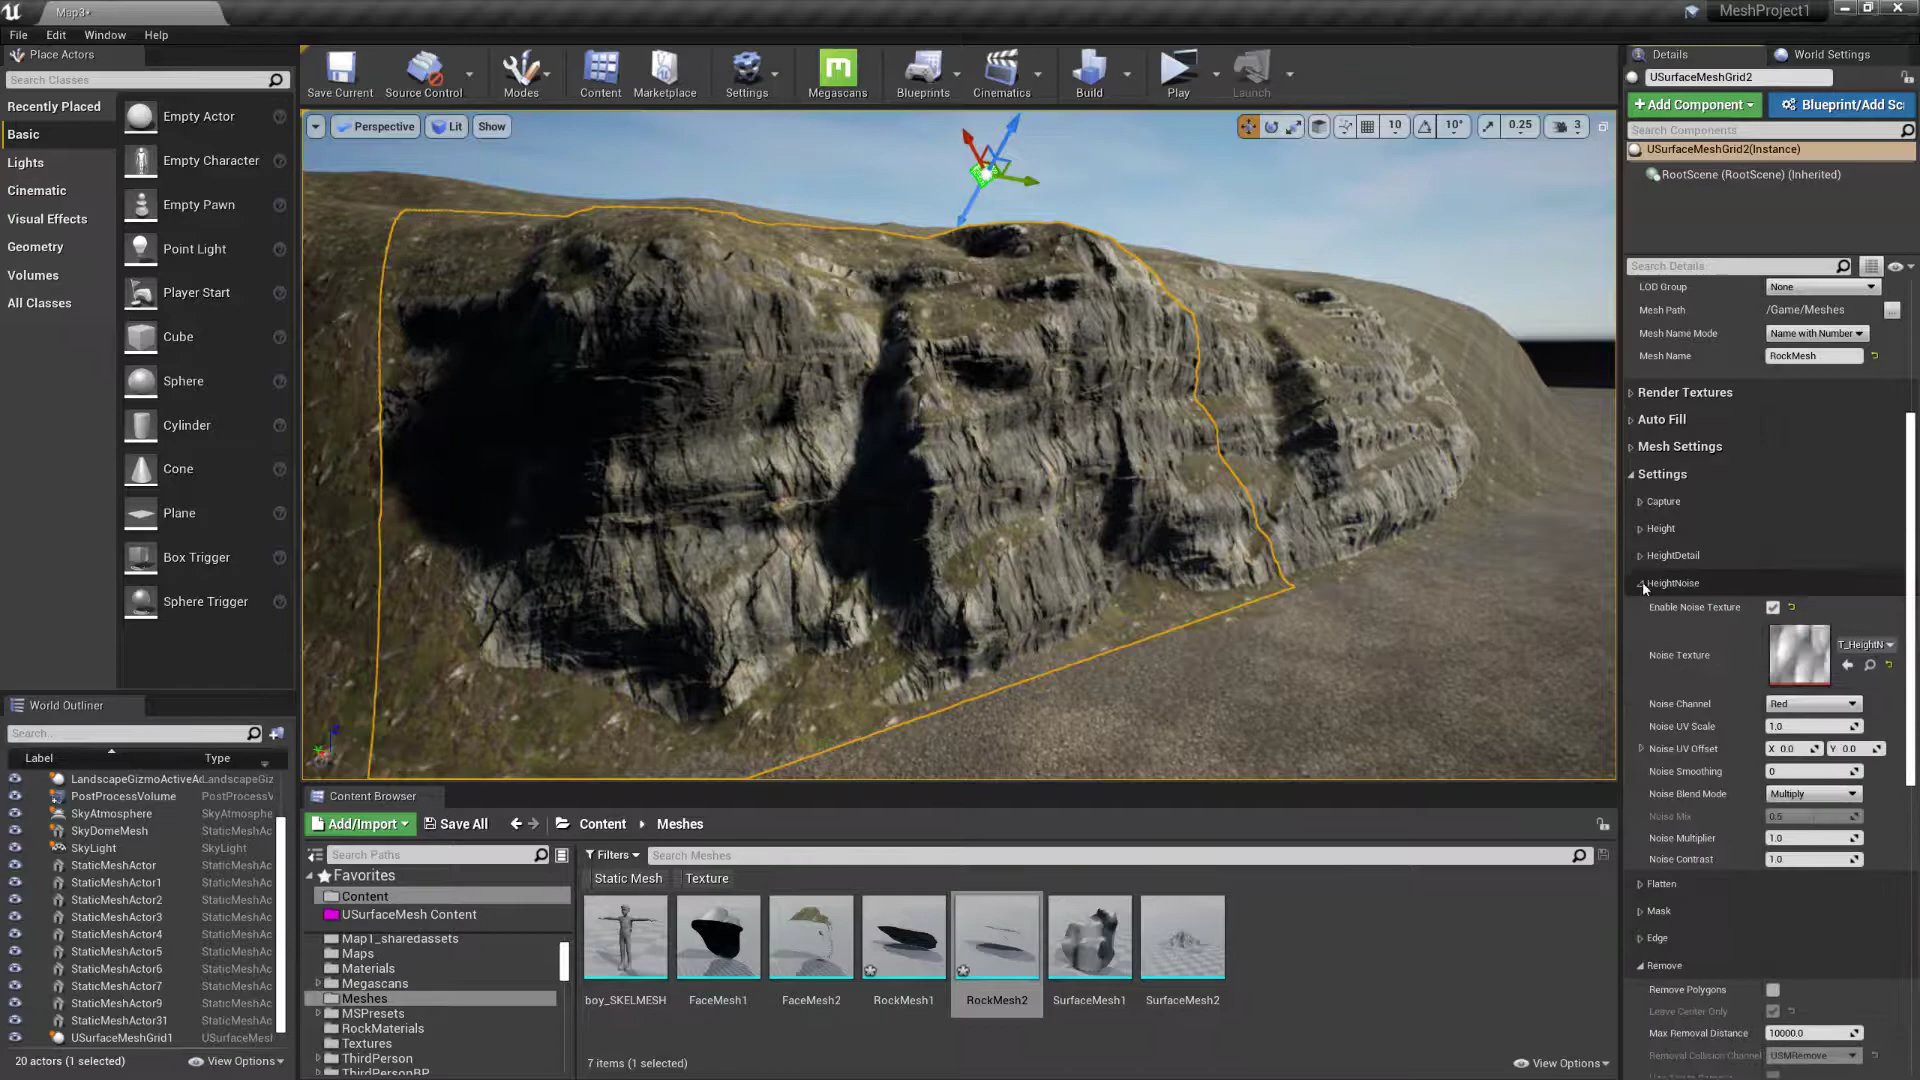 Map3*
MeshProject1
File Edit Window Help
Place Actors
Search Classes
Recently Placed
Basic
Lights
Cinematic
Visual Effects
Geometry
Volumes
All Classes
Empty Actor
Empty Character
Empty Pawn
Point Light
Player Start
Cube
Sphere
Cylinder
Cone
Plane
Box Trigger
Sphere Trigger
Save Current
Source Control
Modes
Content
Marketplace
Settings
Megascans
Blueprints
Cinematics
Build
Play
Launch
Perspective Lit Show
10 10° 0.25 3
World Outliner
Search...
Label Type
LandscapeGizmoActiveAc LandscapeGiz
PostProcessVolume PostProcessV
SkyAtmosphere SkyAtmosphe
SkyDomeMesh StaticMeshAc
SkyLight SkyLight
StaticMeshActor StaticMeshAc
StaticMeshActor1 StaticMeshAc
StaticMeshActor2 StaticMeshAc
StaticMeshActor3 StaticMeshAc
StaticMeshActor4 StaticMeshAc
StaticMeshActor5 StaticMeshAc
StaticMeshActor6 StaticMeshAc
StaticMeshActor7 StaticMeshAc
StaticMeshActor9 StaticMeshAc
StaticMeshActor31 StaticMeshAc
USurfaceMeshGrid1 USurfaceMesl
20 actors (1 selected) View Options
Content Browser
Add/Import Save All Content Meshes
Search Paths
Favorites
Content
USurfaceMesh Content
Map1_sharedassets
Maps
Materials
Megascans
Meshes
MSPresets
RockMaterials
Textures
ThirdPerson
ThirdPersonBP
Filters Search Meshes
Static Mesh Texture
boy_SKELMESH
FaceMesh1
FaceMesh2
RockMesh1
RockMesh2
SurfaceMesh1
SurfaceMesh2
7 items (1 selected) View Options
Details World Settings
USurfaceMeshGrid2
Add Component Blueprint/Add Sc
Search Components
USurfaceMeshGrid2(Instance)
RootScene (RootScene) (Inherited)
Search Details
LOD Group None
Mesh Path /Game/Meshes ...
Mesh Name Mode Name with Number
Mesh Name RockMesh
Render Textures
Auto Fill
Mesh Settings
Settings
Capture
Height
HeightDetail
HeightNoise
Enable Noise Texture
Noise Texture T_HeightN
Noise Channel Red
Noise UV Scale 1.0
Noise UV Offset X 0.0 Y 0.0
Noise Smoothing 0
Noise Blend Mode Multiply
Noise Mix 0.5
Noise Multiplier 1.0
Noise Contrast 1.0
Flatten
Mask
Edge
Remove
Remove Polygons
Leave Center Only
Max Removal Distance 10000.0
Removal Collision Channel USMRemove